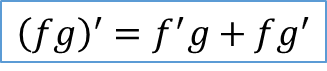 (fg)′ = f′g + fg′